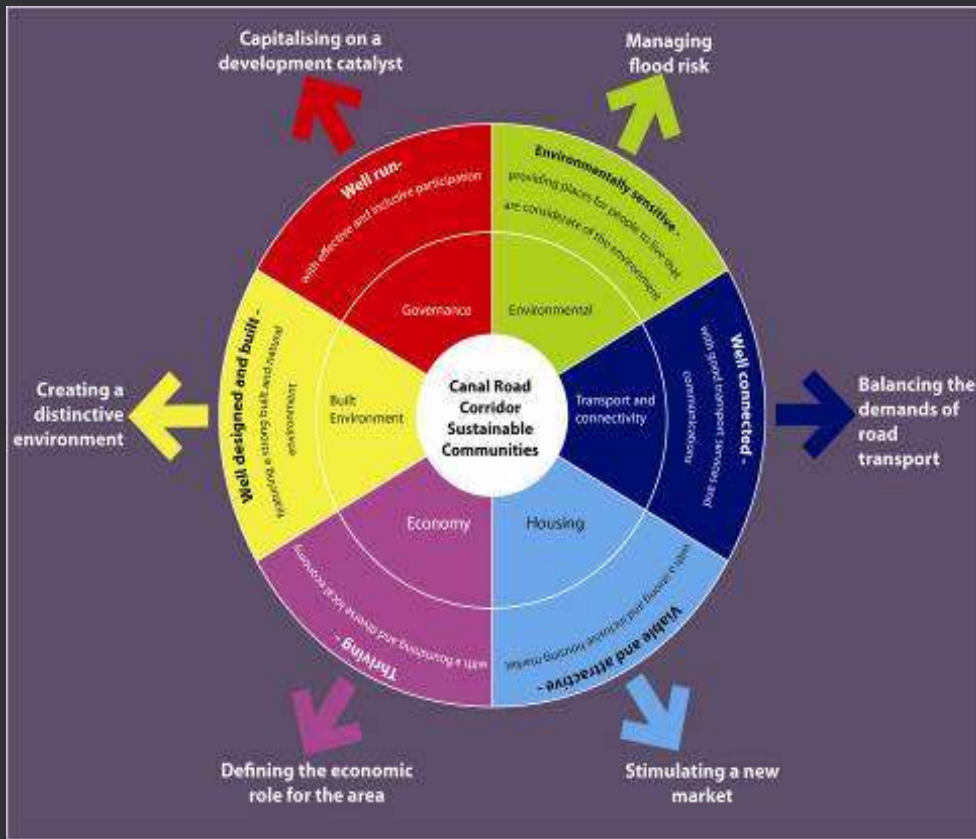 Capitalising on a
development catalyst
Managing
flood risk
Well run-
with effective and inclusive participation
Governance
Environmentally sensitive -
providing places for people to live that
are considerate of the environment
Environmental
Well designed and built -
featuring a strong built and natural
environment
Built
Environment
Canal Road
Corridor
Sustainable
Communities
Transport and
connectivity
Well connected -
with good transport services and
communications
Creating a
distinctive
environment
Balancing the
demands of
road
transport
Economy
Thriving -
with a flourishing and diverse local economy
Housing
Viable and attractive -
with a strong and inclusive housing market
Defining the economic
role for the area
Stimulating a new
market